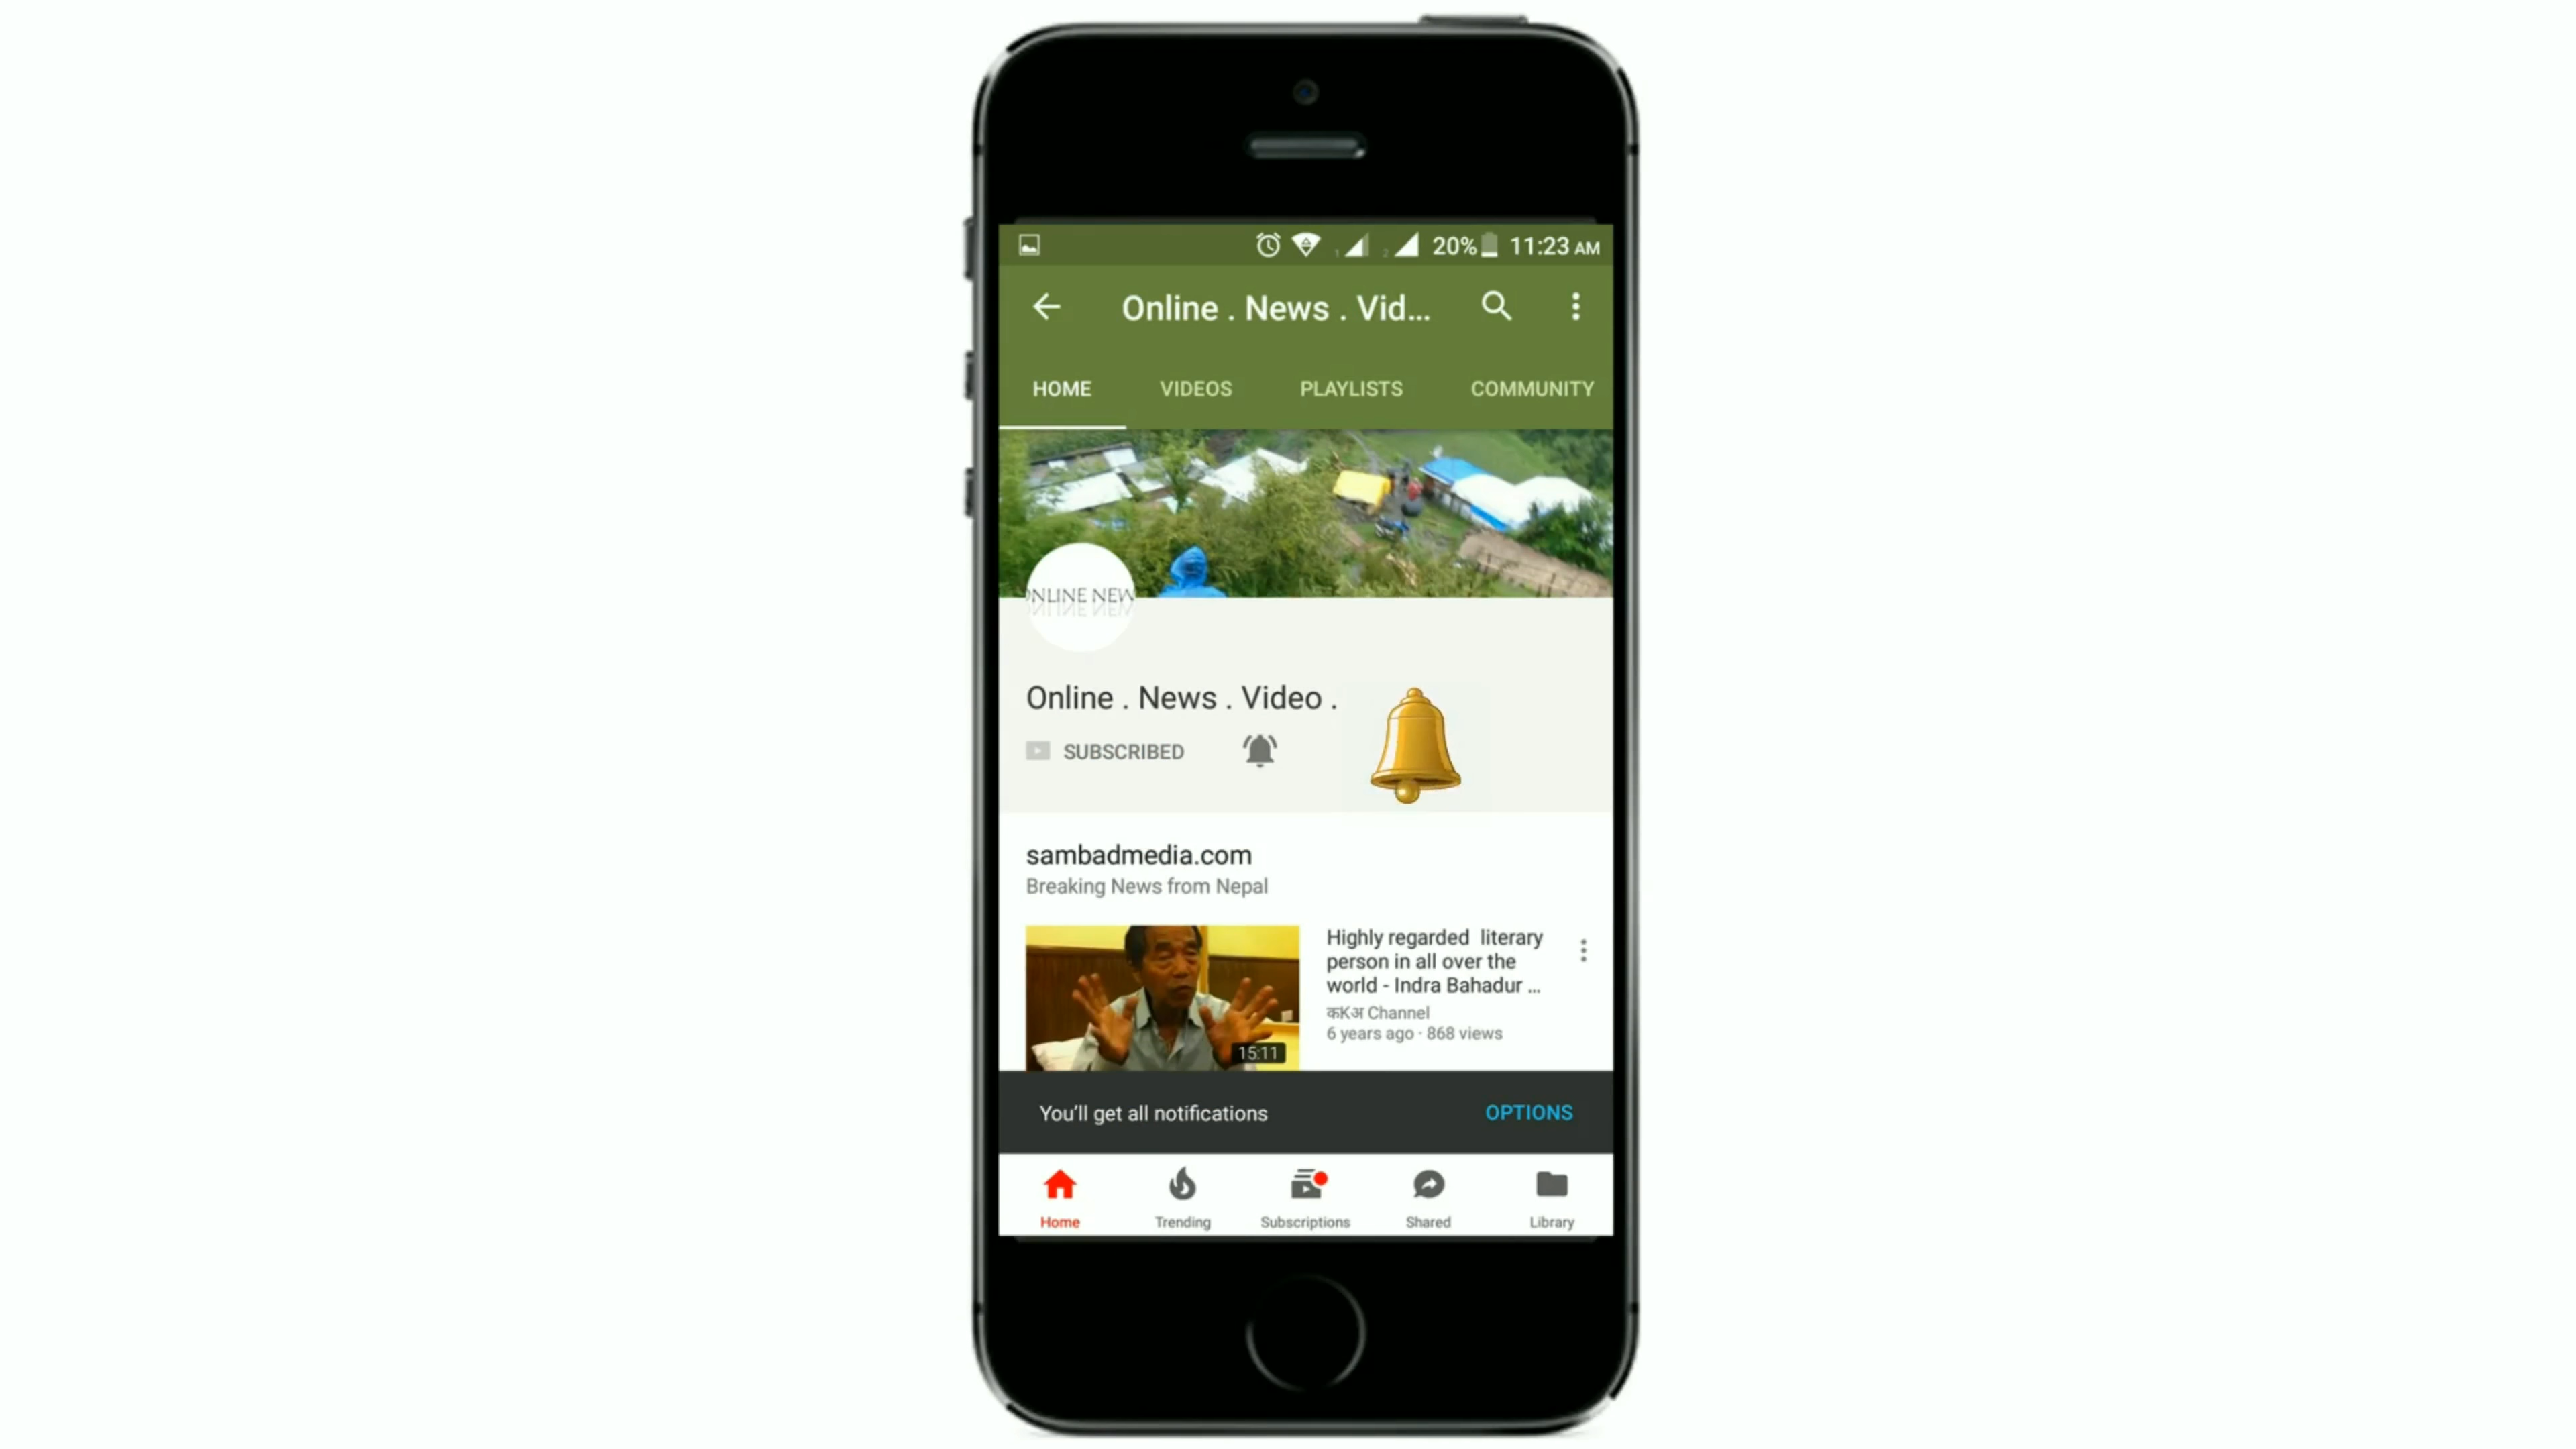 20% 11:23 AM
Online . News . Vid...
HOME VIDEOS PLAYLISTS COMMUNITY
NLINE NEW
Online . News . Video .
SUBSCRIBED
sambadmedia.com
Breaking News from Nepal
Highly regarded literary
person in all over the
world - Indra Bahadur ...
कKअ Channel
6 years ago · 868 views
15:11
You'll get all notifications OPTIONS
Home Trending Subscriptions Shared Library